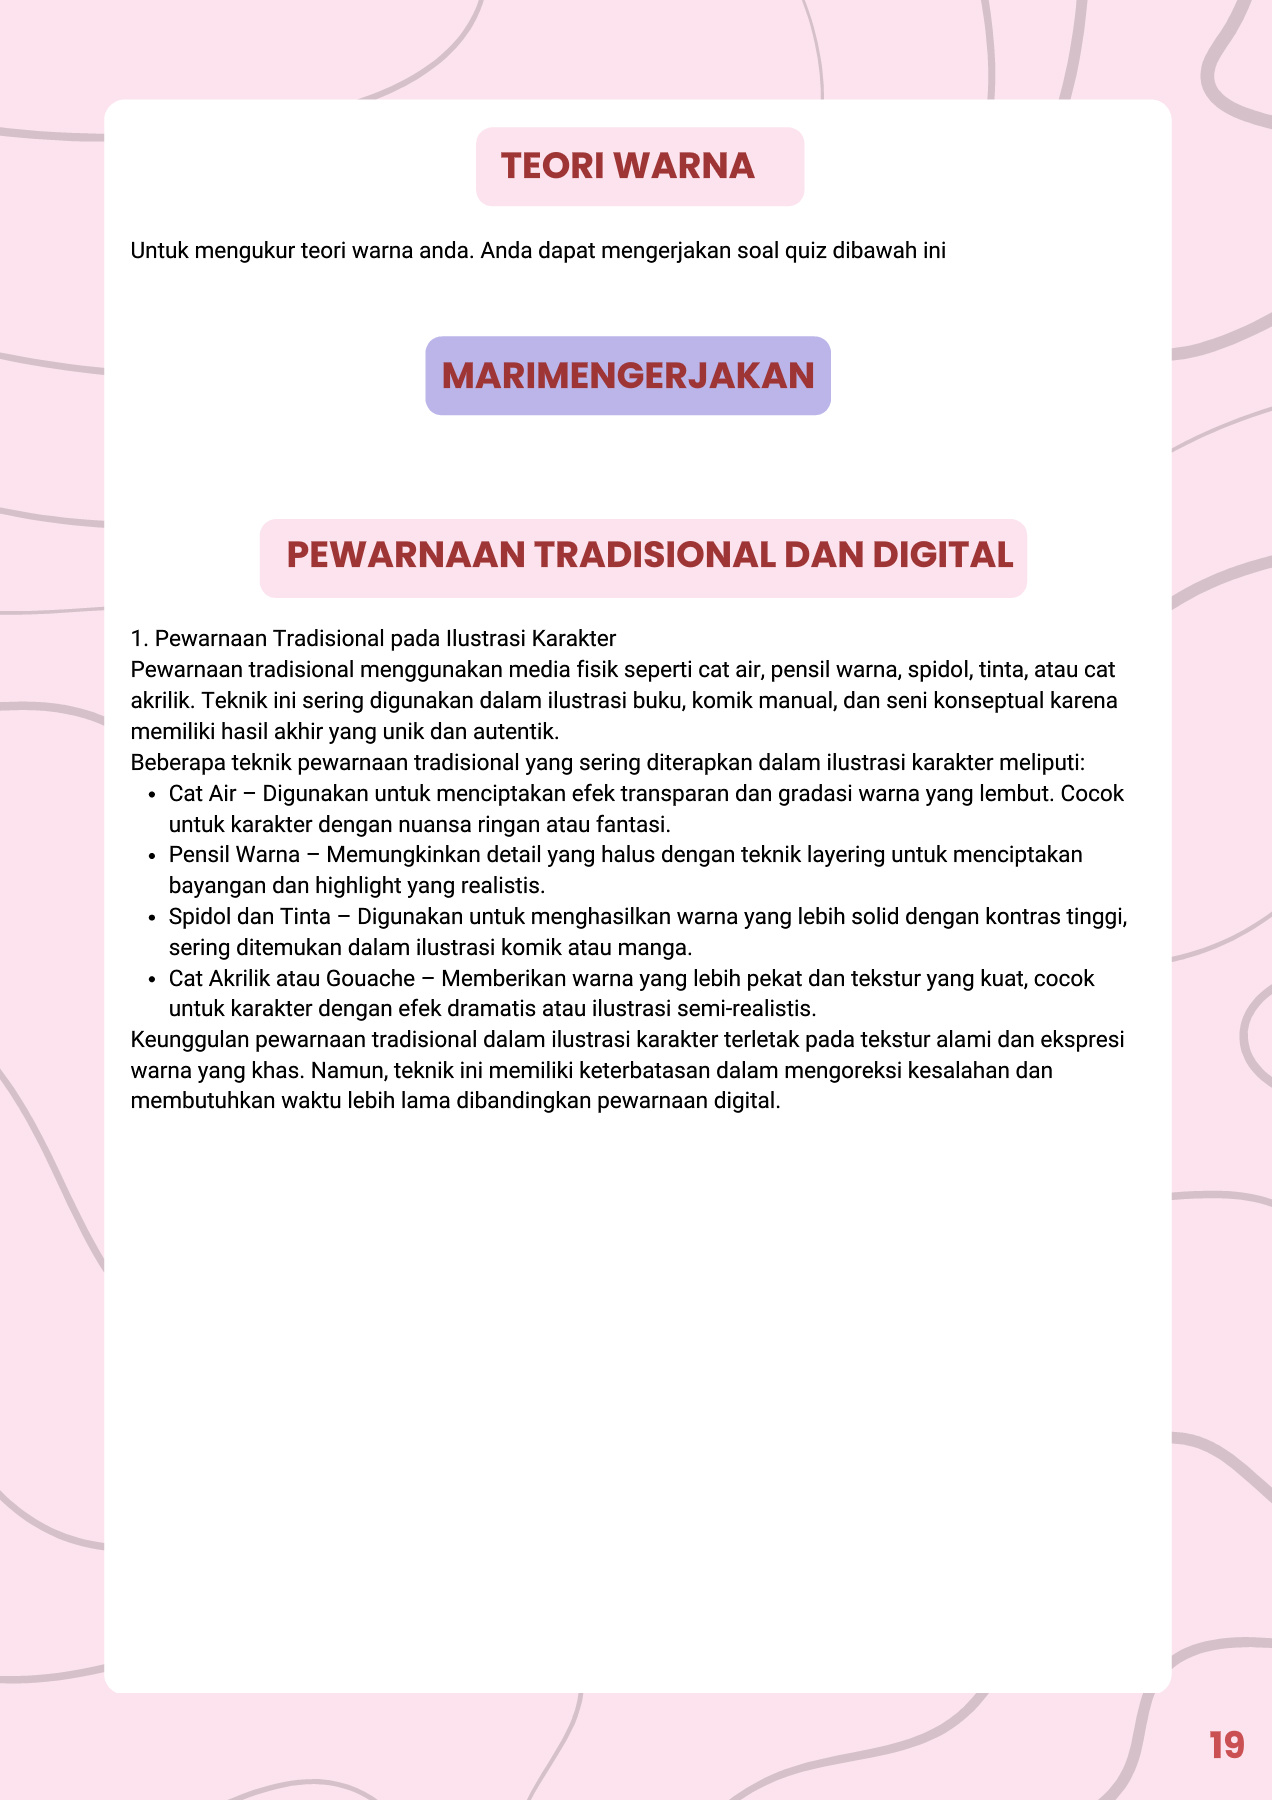 TEORI WARNA
Untuk mengukur teori warna anda. Anda dapat mengerjakan soal quiz dibawah ini
MARIMENGERJAKAN
PEWARNAAN TRADISIONAL DAN DIGITAL
1. Pewarnaan Tradisional pada Ilustrasi Karakter
Pewarnaan tradisional menggunakan media fisik seperti cat air, pensil warna, spidol, tinta, atau cat
akrilik. Teknik ini sering digunakan dalam ilustrasi buku, komik manual, dan seni konseptual karena
memiliki hasil akhir yang unik dan autentik.
Beberapa teknik pewarnaan tradisional yang sering diterapkan dalam ilustrasi karakter meliputi:
• Cat Air – Digunakan untuk menciptakan efek transparan dan gradasi warna yang lembut. Cocok
untuk karakter dengan nuansa ringan atau fantasi.
• Pensil Warna – Memungkinkan detail yang halus dengan teknik layering untuk menciptakan
bayangan dan highlight yang realistis.
• Spidol dan Tinta – Digunakan untuk menghasilkan warna yang lebih solid dengan kontras tinggi,
sering ditemukan dalam ilustrasi komik atau manga.
• Cat Akrilik atau Gouache – Memberikan warna yang lebih pekat dan tekstur yang kuat, cocok
untuk karakter dengan efek dramatis atau ilustrasi semi-realistis.
Keunggulan pewarnaan tradisional dalam ilustrasi karakter terletak pada tekstur alami dan ekspresi
warna yang khas. Namun, teknik ini memiliki keterbatasan dalam mengoreksi kesalahan dan
membutuhkan waktu lebih lama dibandingkan pewarnaan digital.
19